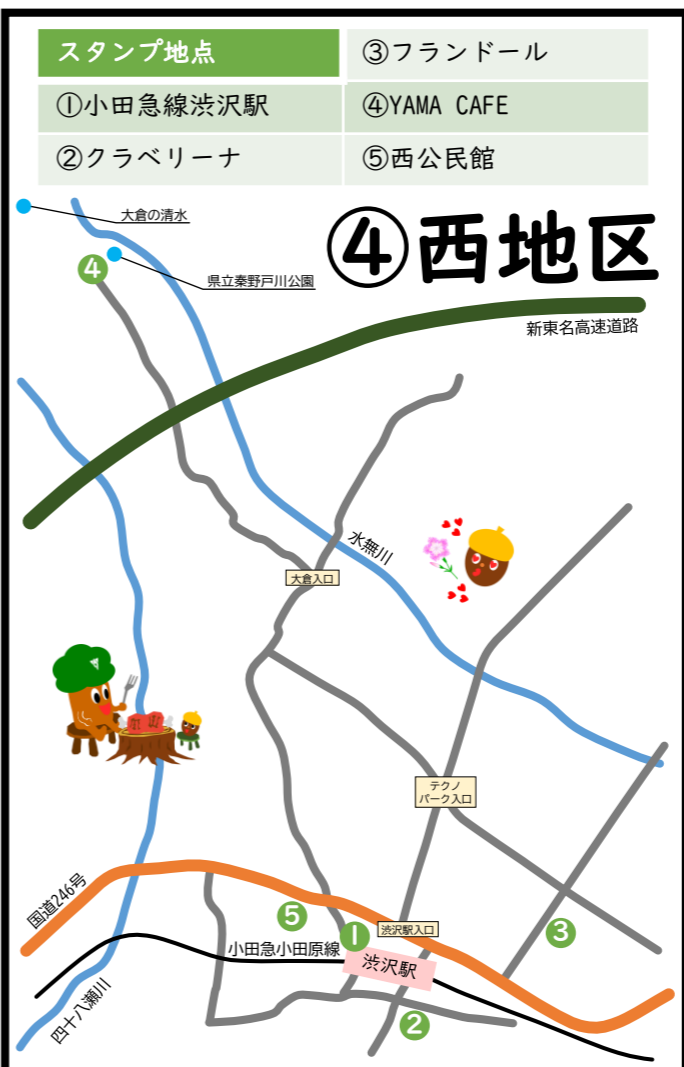 スタンプ地点
③フランドール
①小田急線渋沢駅
④YAMA CAFE
②クラベリーナ
⑤西公民館
④西地区
大倉の清水
県立秦野戸川公園
4
新東名高速道路
水無川
大倉入口
テクノ
パーク入口
国道246号
⑤
①
渋沢駅入口
③
小田急小田原線
渋沢駅
四十八瀬川
②